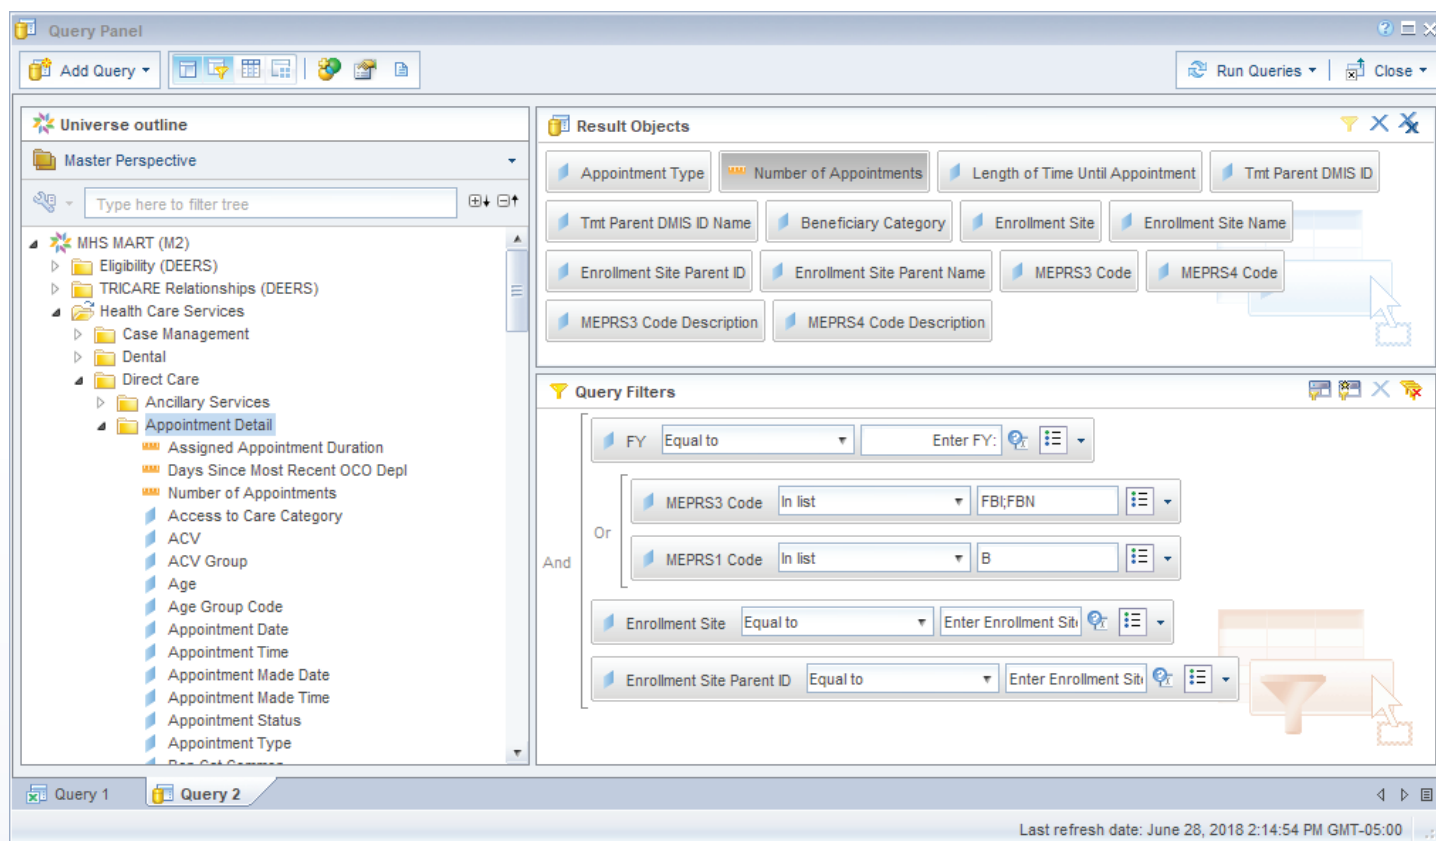 Query Panel
Add Query
Run Queries
Close
Universe outline
Master Perspective
Type here to filter tree
MHS MART (M2)
Eligibility (DEERS)
TRICARE Relationships (DEERS)
Health Care Services
Case Management
Dental
Direct Care
Ancillary Services
Appointment Detail
Assigned Appointment Duration
Days Since Most Recent OCO Depl
Number of Appointments
Access to Care Category
ACV
ACV Group
Age
Age Group Code
Appointment Date
Appointment Time
Appointment Made Date
Appointment Made Time
Appointment Status
Appointment Type
Result Objects
Appointment Type Number of Appointments Length of Time Until Appointment Tmt Parent DMIS ID
Tmt Parent DMIS ID Name Beneficiary Category Enrollment Site Enrollment Site Name
Enrollment Site Parent ID Enrollment Site Parent Name MEPRS3 Code MEPRS4 Code
MEPRS3 Code Description MEPRS4 Code Description
Query Filters
FY Equal to Enter FY:
MEPRS3 Code In list FBI;FBN
Or
MEPRS1 Code In list B
And
Enrollment Site Equal to Enter Enrollment Sit
Enrollment Site Parent ID Equal to Enter Enrollment Sit
Query 1 Query 2
Last refresh date: June 28, 2018 2:14:54 PM GMT-05:00